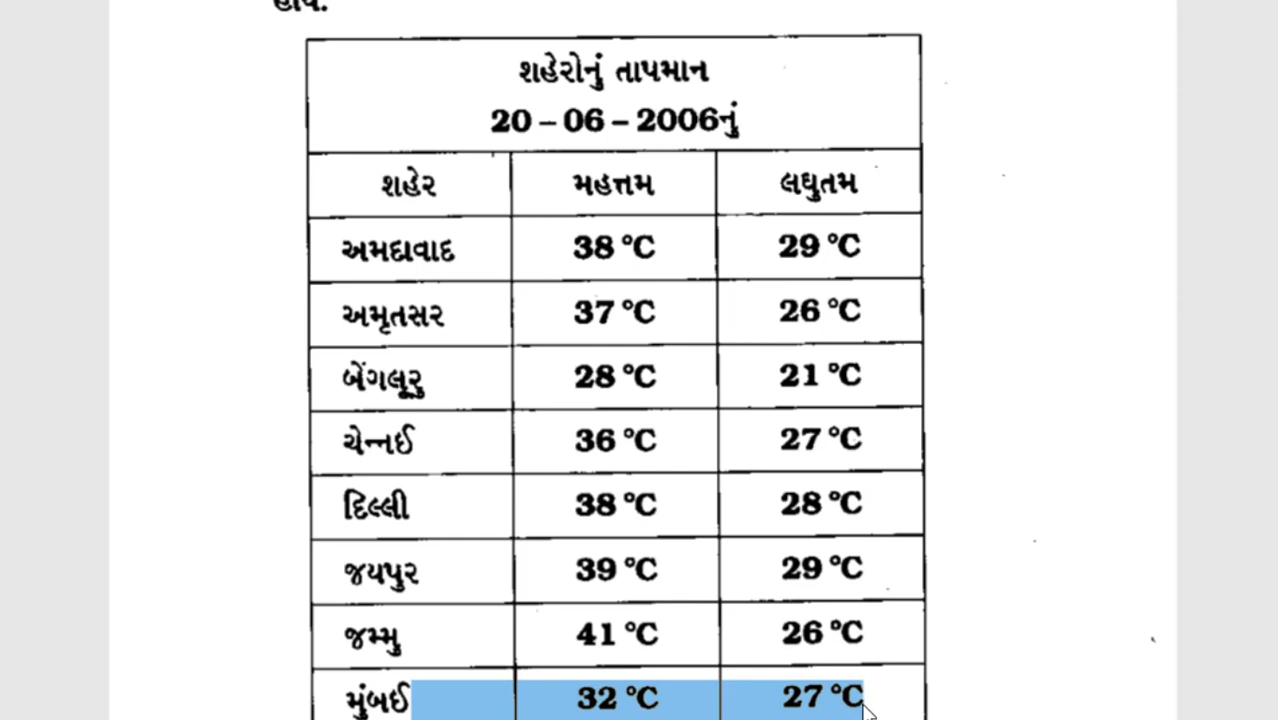 શહેરોનું તાપમાન
20 – 06 – 2006નું
શહેર મહત્તમ લઘુતમ
અમદાવાદ 38 °C 29 °C
અમૃતસર 37 °C 26 °C
બેંગલૂરુ 28 °C 21 °C
ચેન્નઈ 36 °C 27 °C
દિલ્લી 38 °C 28 °C
જયપુર 39 °C 29 °C
જમ્મુ 41 °C 26 °C
મુંબઈ 32 °C 27 °C